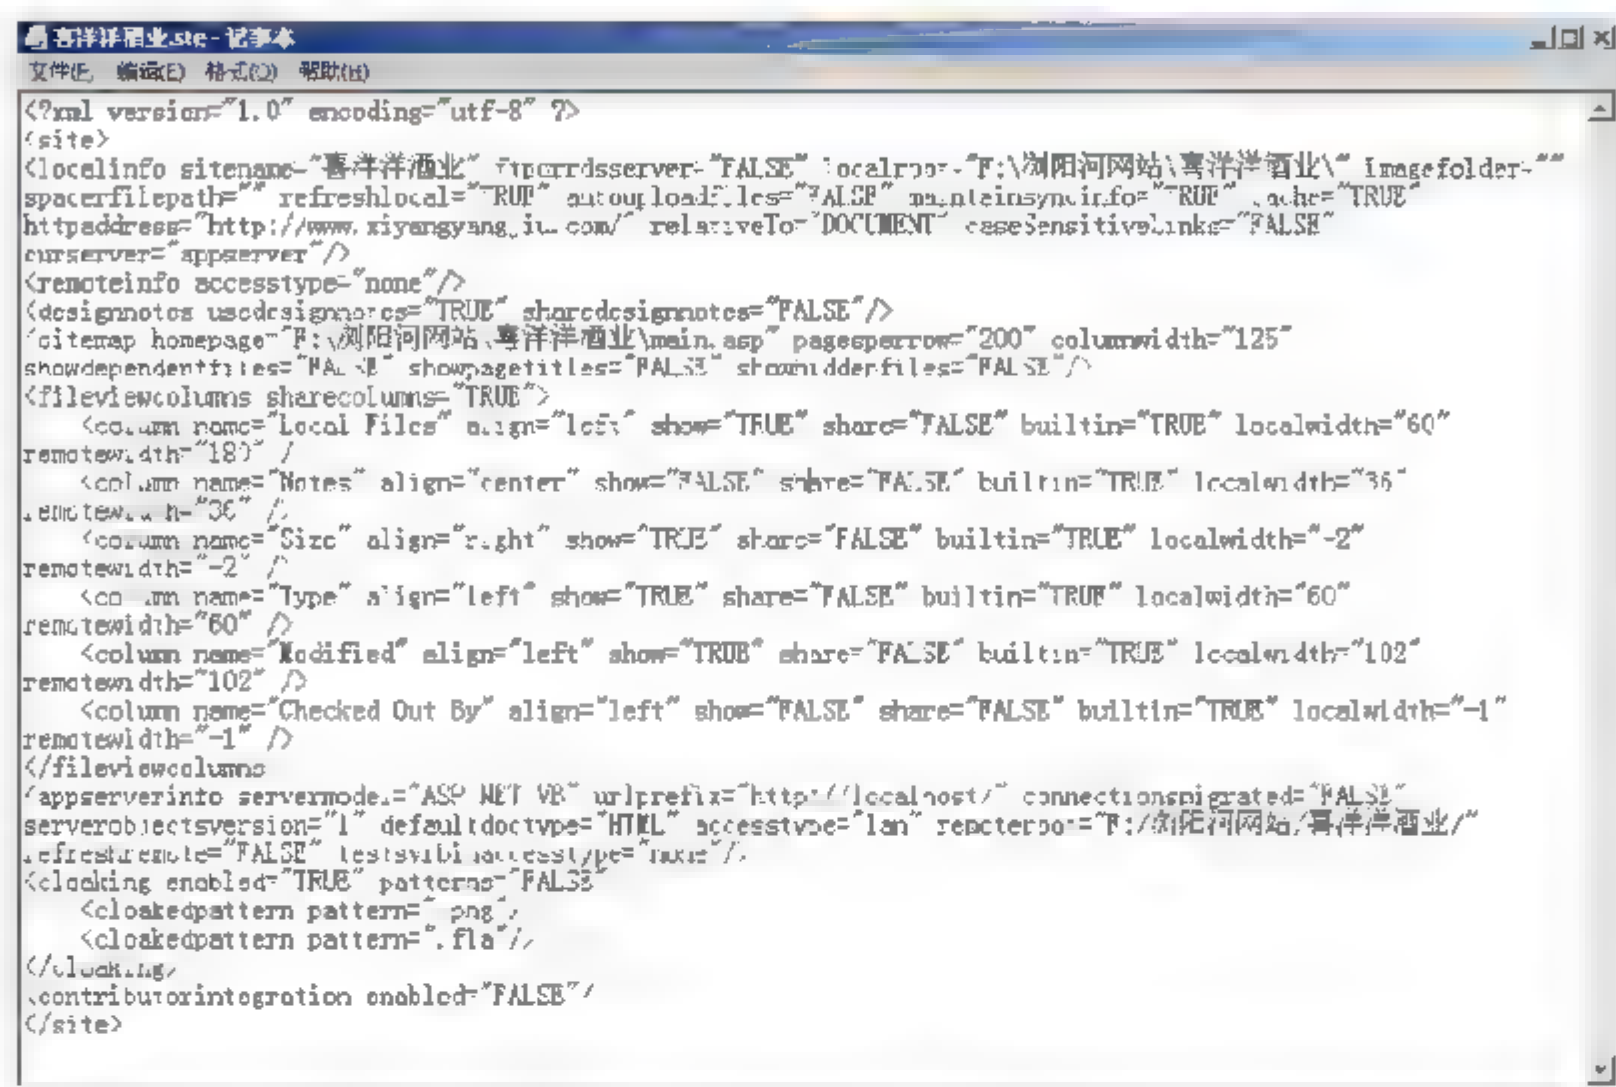 喜洋洋酒业.ste - 记事本
文件(F) 编辑(E) 格式(O) 帮助(H)
<?xml version="1.0" encoding="utf-8" ?>
<site>
<localinfo sitename="喜洋洋酒业" ftporrdsserver="FALSE" localroot="F:\浏阳河网站\喜洋洋酒业\" imagefolder=""
spacerfilepath="" refreshlocal="TRUE" autouploadfiles="FALSE" maintainsyncinfo="TRUE" cache="TRUE"
httpaddress="http://www.xiyangyangjiu.com/" relativeTo="DOCUMENT" caseSensitiveLinks="FALSE"
curserver="appserver"/>
<remoteinfo accesstype="none"/>
<designnotes usedesignnotes="TRUE" sharedesignnotes="FALSE"/>
<sitemap homepage="F:\浏阳河网站\喜洋洋酒业\main.asp" pagesperrow="200" columnwidth="125"
showdependentfiles="FALSE" showpagetitles="FALSE" showhiddenfiles="FALSE"/>
<fileviewcolumns sharecolumns="TRUE">
<column name="Local Files" align="left" show="TRUE" share="FALSE" builtin="TRUE" localwidth="60"
remotewidth="180" />
<column name="Notes" align="center" show="FALSE" share="FALSE" builtin="TRUE" localwidth="36"
remotewidth="36" />
<column name="Size" align="right" show="TRUE" share="FALSE" builtin="TRUE" localwidth="-2"
remotewidth="-2" />
<column name="Type" align="left" show="TRUE" share="FALSE" builtin="TRUE" localwidth="60"
remotewidth="60" />
<column name="Modified" align="left" show="TRUE" share="FALSE" builtin="TRUE" localwidth="102"
remotewidth="102" />
<column name="Checked Out By" align="left" show="FALSE" share="FALSE" builtin="TRUE" localwidth="-1"
remotewidth="-1" />
</fileviewcolumns>
<appserverinfo servermodel="ASP NET VB" urlprefix="http://localhost/" connectionsmigrated="FALSE"
serverobjectsversion="1" defaultdoctype="HTML" accesstype="lan" remoteroot="F:/浏阳河网站/喜洋洋酒业/"
refreshremote="FALSE"
<cloaking enabled="TRUE" patterns="FALSE">
<cloakedpattern pattern=".png"/>
<cloakedpattern pattern=".fla"/>
</cloaking>
<contributorintegration enabled="FALSE"/>
</site>